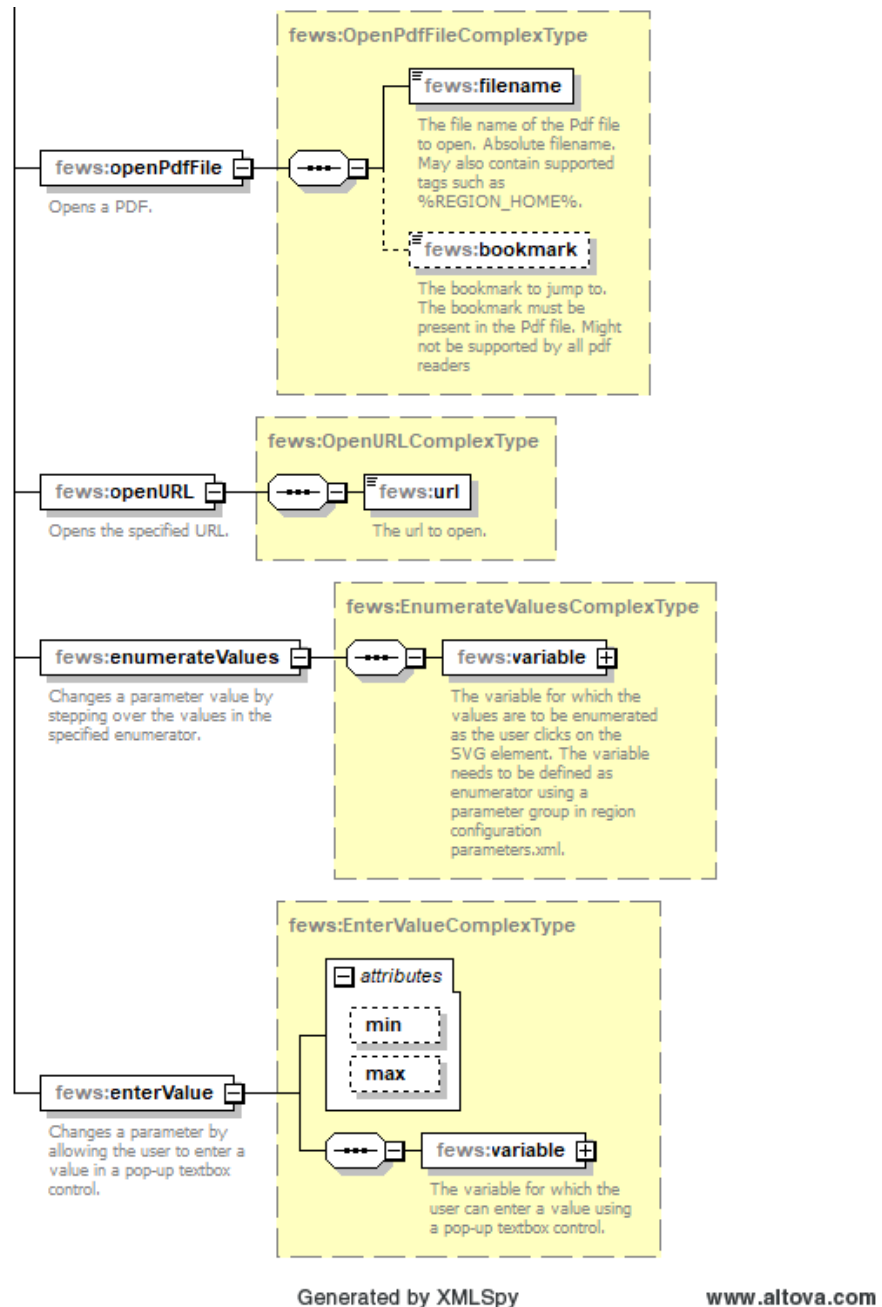 fews:OpenPdfFileComplexType
fews:filename
The file name of the Pdf file
to open. Absolute filename.
May also contain supported
tags such as
%REGION_HOME%.
fews:openPdfFile
Opens a PDF.
fews:bookmark
The bookmark to jump to.
The bookmark must be
present in the Pdf file. Might
not be supported by all pdf
readers
fews:OpenURLComplexType
fews:openURL
Opens the specified URL.
fews:url
The url to open.
fews:EnumerateValuesComplexType
fews:enumerateValues
Changes a parameter value by
stepping over the values in the
specified enumerator.
fews:variable
The variable for which the
values are to be enumerated
as the user clicks on the
SVG element. The variable
needs to be defined as
enumerator using a
parameter group in region
configuration
parameters.xml.
fews:EnterValueComplexType
attributes
min
max
fews:enterValue
Changes a parameter by
allowing the user to enter a
value in a pop-up textbox
control.
fews:variable
The variable for which the
user can enter a value using
a pop-up textbox control.
Generated by XMLSpy
www.altova.com